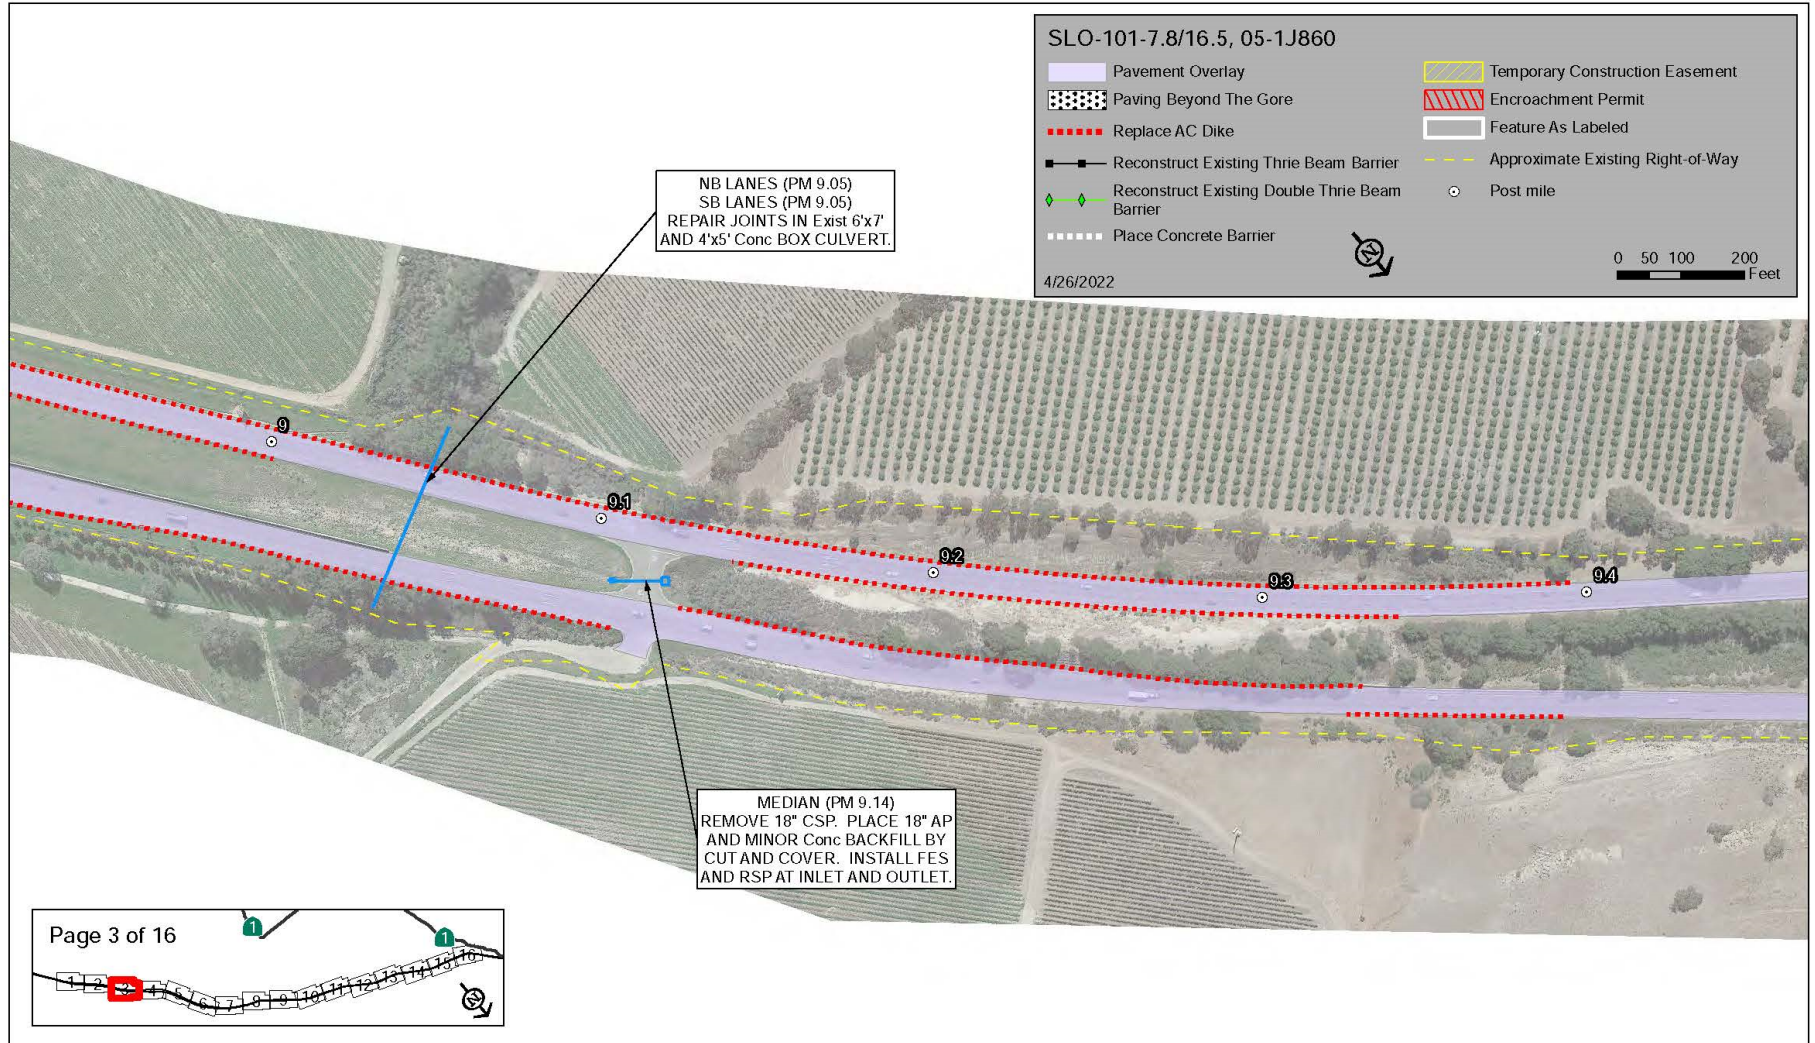 SLO-101-7.8/16.5, 05-1J860
Pavement Overlay
Paving Beyond The Gore
Replace AC Dike
Reconstruct Existing Thrie Beam Barrier
Reconstruct Existing Double Thrie Beam
Barrier
Place Concrete Barrier
Temporary Construction Easement
Encroachment Permit
Feature As Labeled
Approximate Existing Right-of-Way
Post mile
N
0 50 100 200
Feet
4/26/2022
NB LANES (PM 9.05)
SB LANES (PM 9.05)
REPAIR JOINTS IN Exist 6'x7'
AND 4'x5' Conc BOX CULVERT.
9
9.1
9.2
9.3
9.4
MEDIAN (PM 9.14)
REMOVE 18" CSP. PLACE 18" AP
AND MINOR Conc BACKFILL BY
CUT AND COVER. INSTALL FES
AND RSP AT INLET AND OUTLET.
Page 3 of 16
1
1
1 2 3 4 5 6 7 8 9 10 11 12 13 14 15 16
N